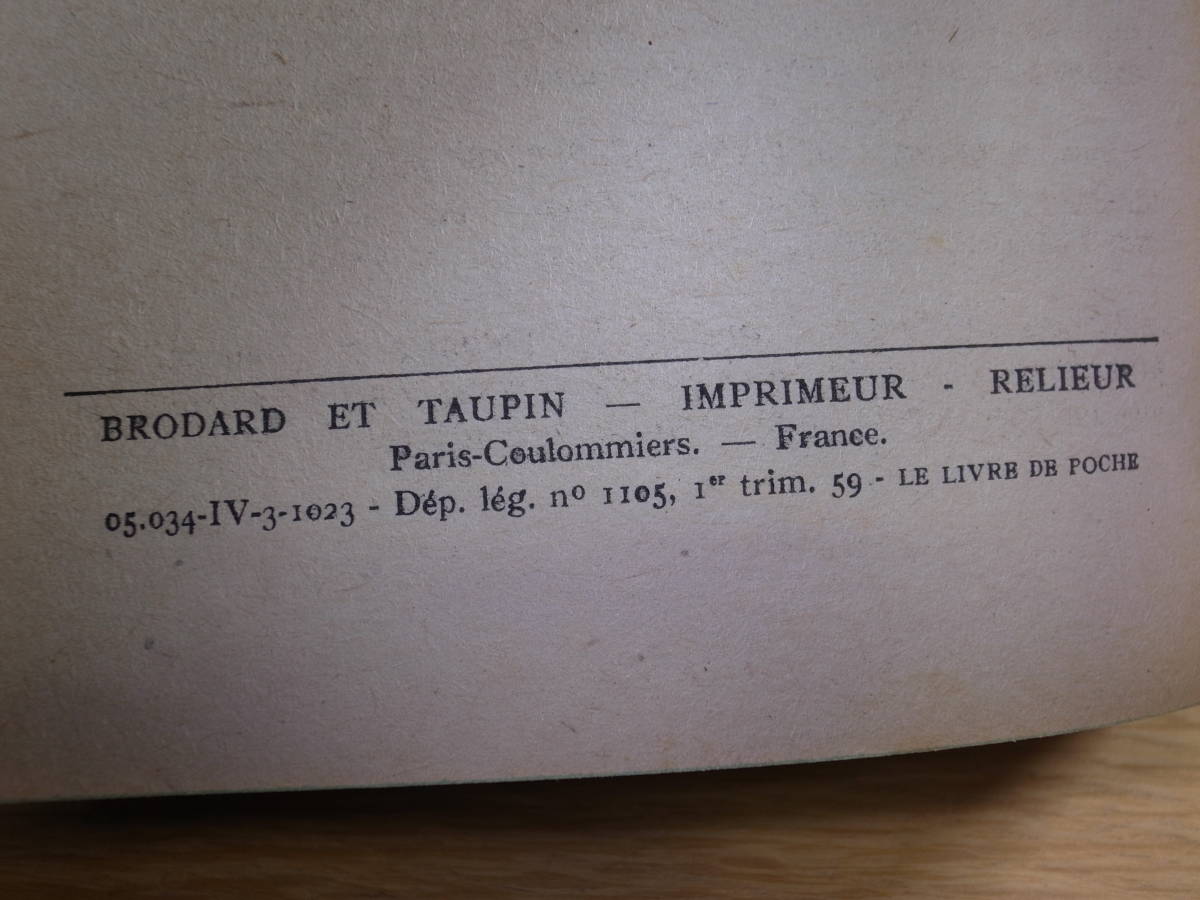 BRODARD ET TAUPIN — IMPRIMEUR - RELIEUR
Paris-Coulommiers. — France.
05.034-IV-3-1023 - Dép. lég. nº 1105, 1er trim. 59 - LE LIVRE DE POCHE